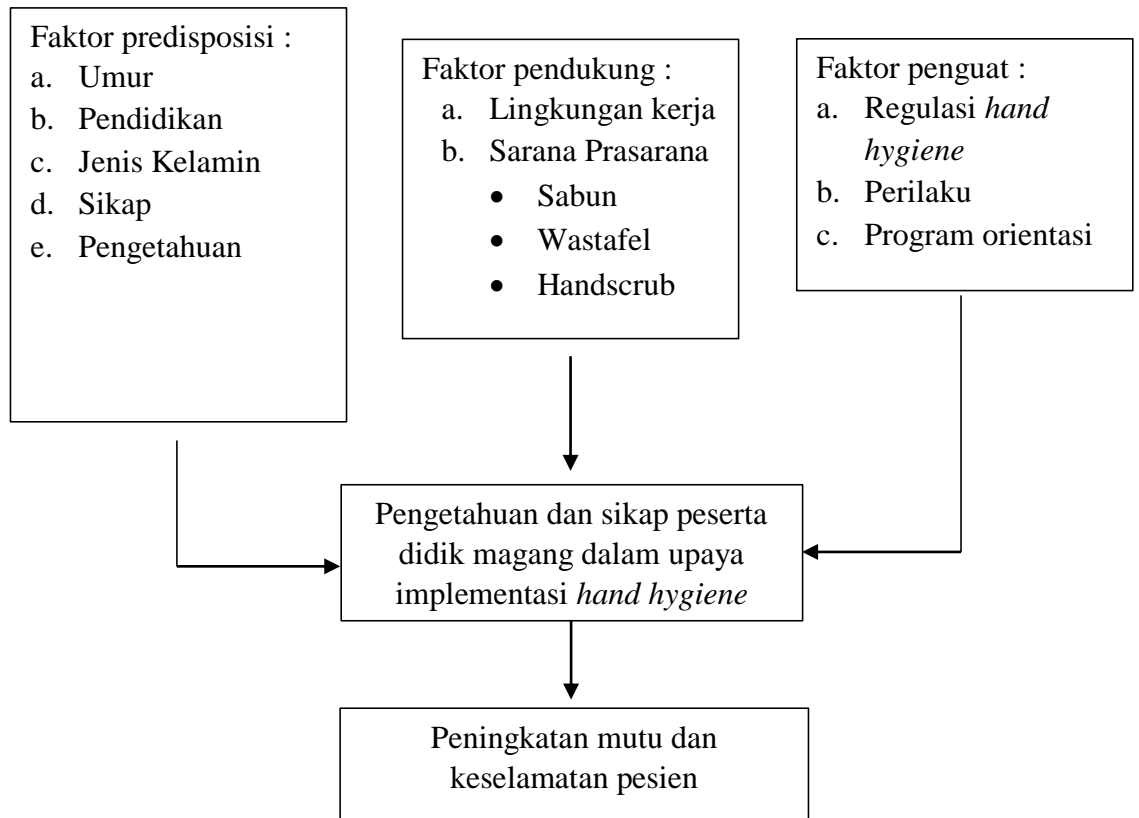 Faktor predisposisi :
a. Umur
b. Pendidikan
c. Jenis Kelamin
d. Sikap
e. Pengetahuan
Faktor pendukung :
a. Lingkungan kerja
b. Sarana Prasarana
• Sabun
• Wastafel
• Handscrub
Faktor penguat :
a. Regulasi hand
hygiene
b. Perilaku
c. Program orientasi
Pengetahuan dan sikap peserta
didik magang dalam upaya
implementasi hand hygiene
Peningkatan mutu dan
keselamatan pesien